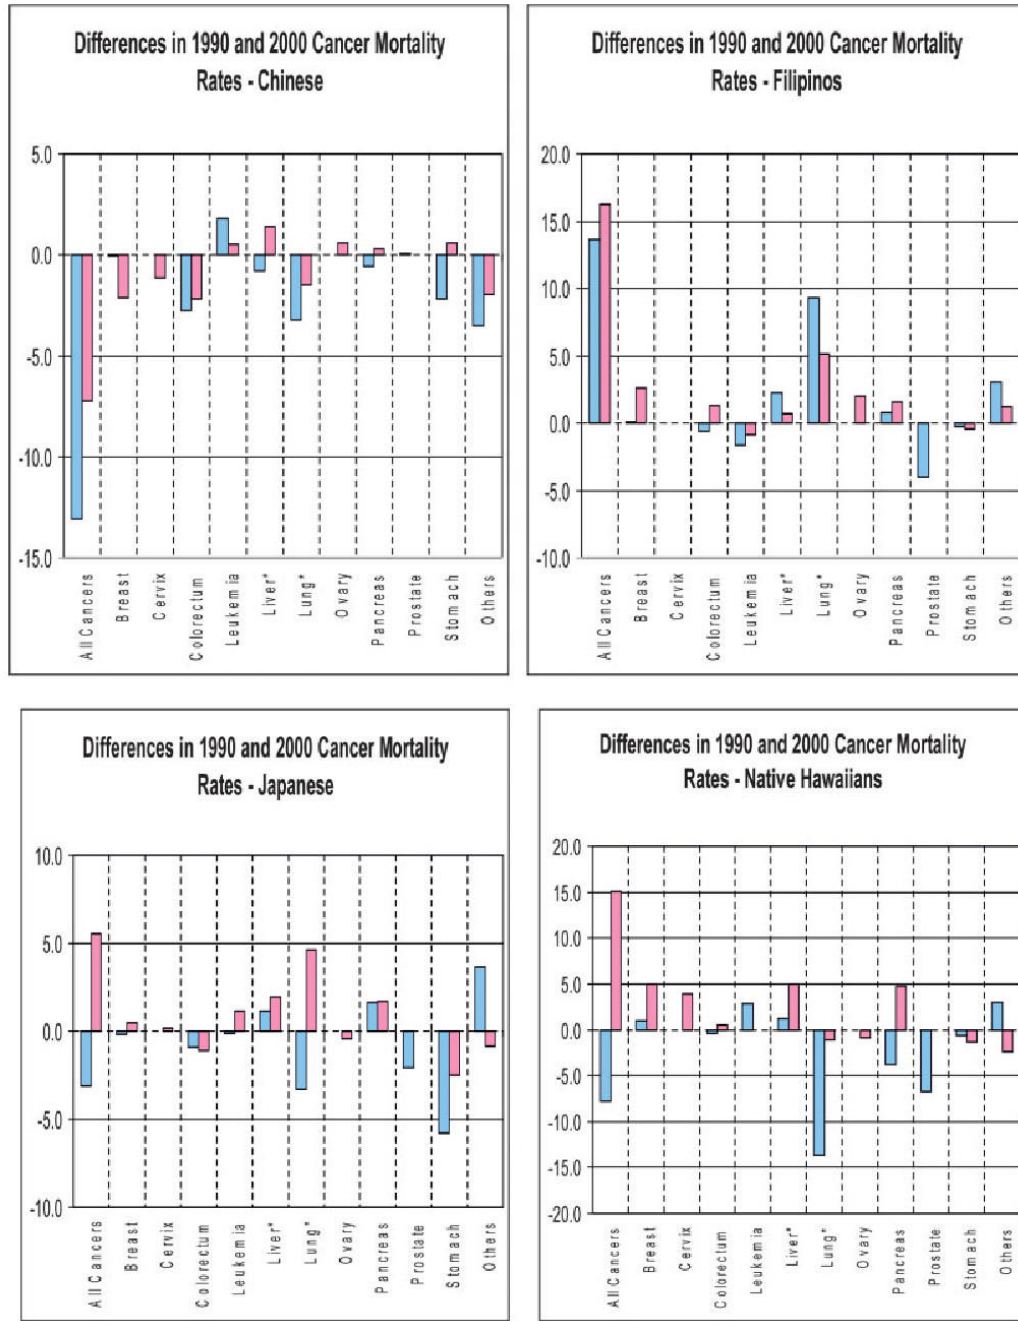 Differences in 1990 and 2000 Cancer Mortality
Rates - Chinese
5.0
0.0
-5.0
-10.0
-15.0
All Cancers
Breast
Cervix
Colorectum
Leukemia
Liver*
Lung*
Ovary
Pancreas
Prostate
Stomach
Others
Differences in 1990 and 2000 Cancer Mortality
Rates - Filipinos
20.0
15.0
10.0
5.0
0.0
-5.0
-10.0
All Cancers
Breast
Cervix
Colorectum
Leukemia
Liver*
Lung*
Ovary
Pancreas
Prostate
Stomach
Others
Differences in 1990 and 2000 Cancer Mortality
Rates - Japanese
10.0
5.0
0.0
-5.0
-10.0
All Cancers
Breast
Cervix
Colorectum
Leukemia
Liver*
Lung*
Ovary
Pancreas
Prostate
Stomach
Others
Differences in 1990 and 2000 Cancer Mortality
Rates - Native Hawaiians
20.0
15.0
10.0
5.0
0.0
-5.0
-10.0
-15.0
-20.0
All Cancers
Breast
Cervix
Colorectum
Leukemia
Liver*
Lung*
Ovary
Pancreas
Prostate
Stomach
Others